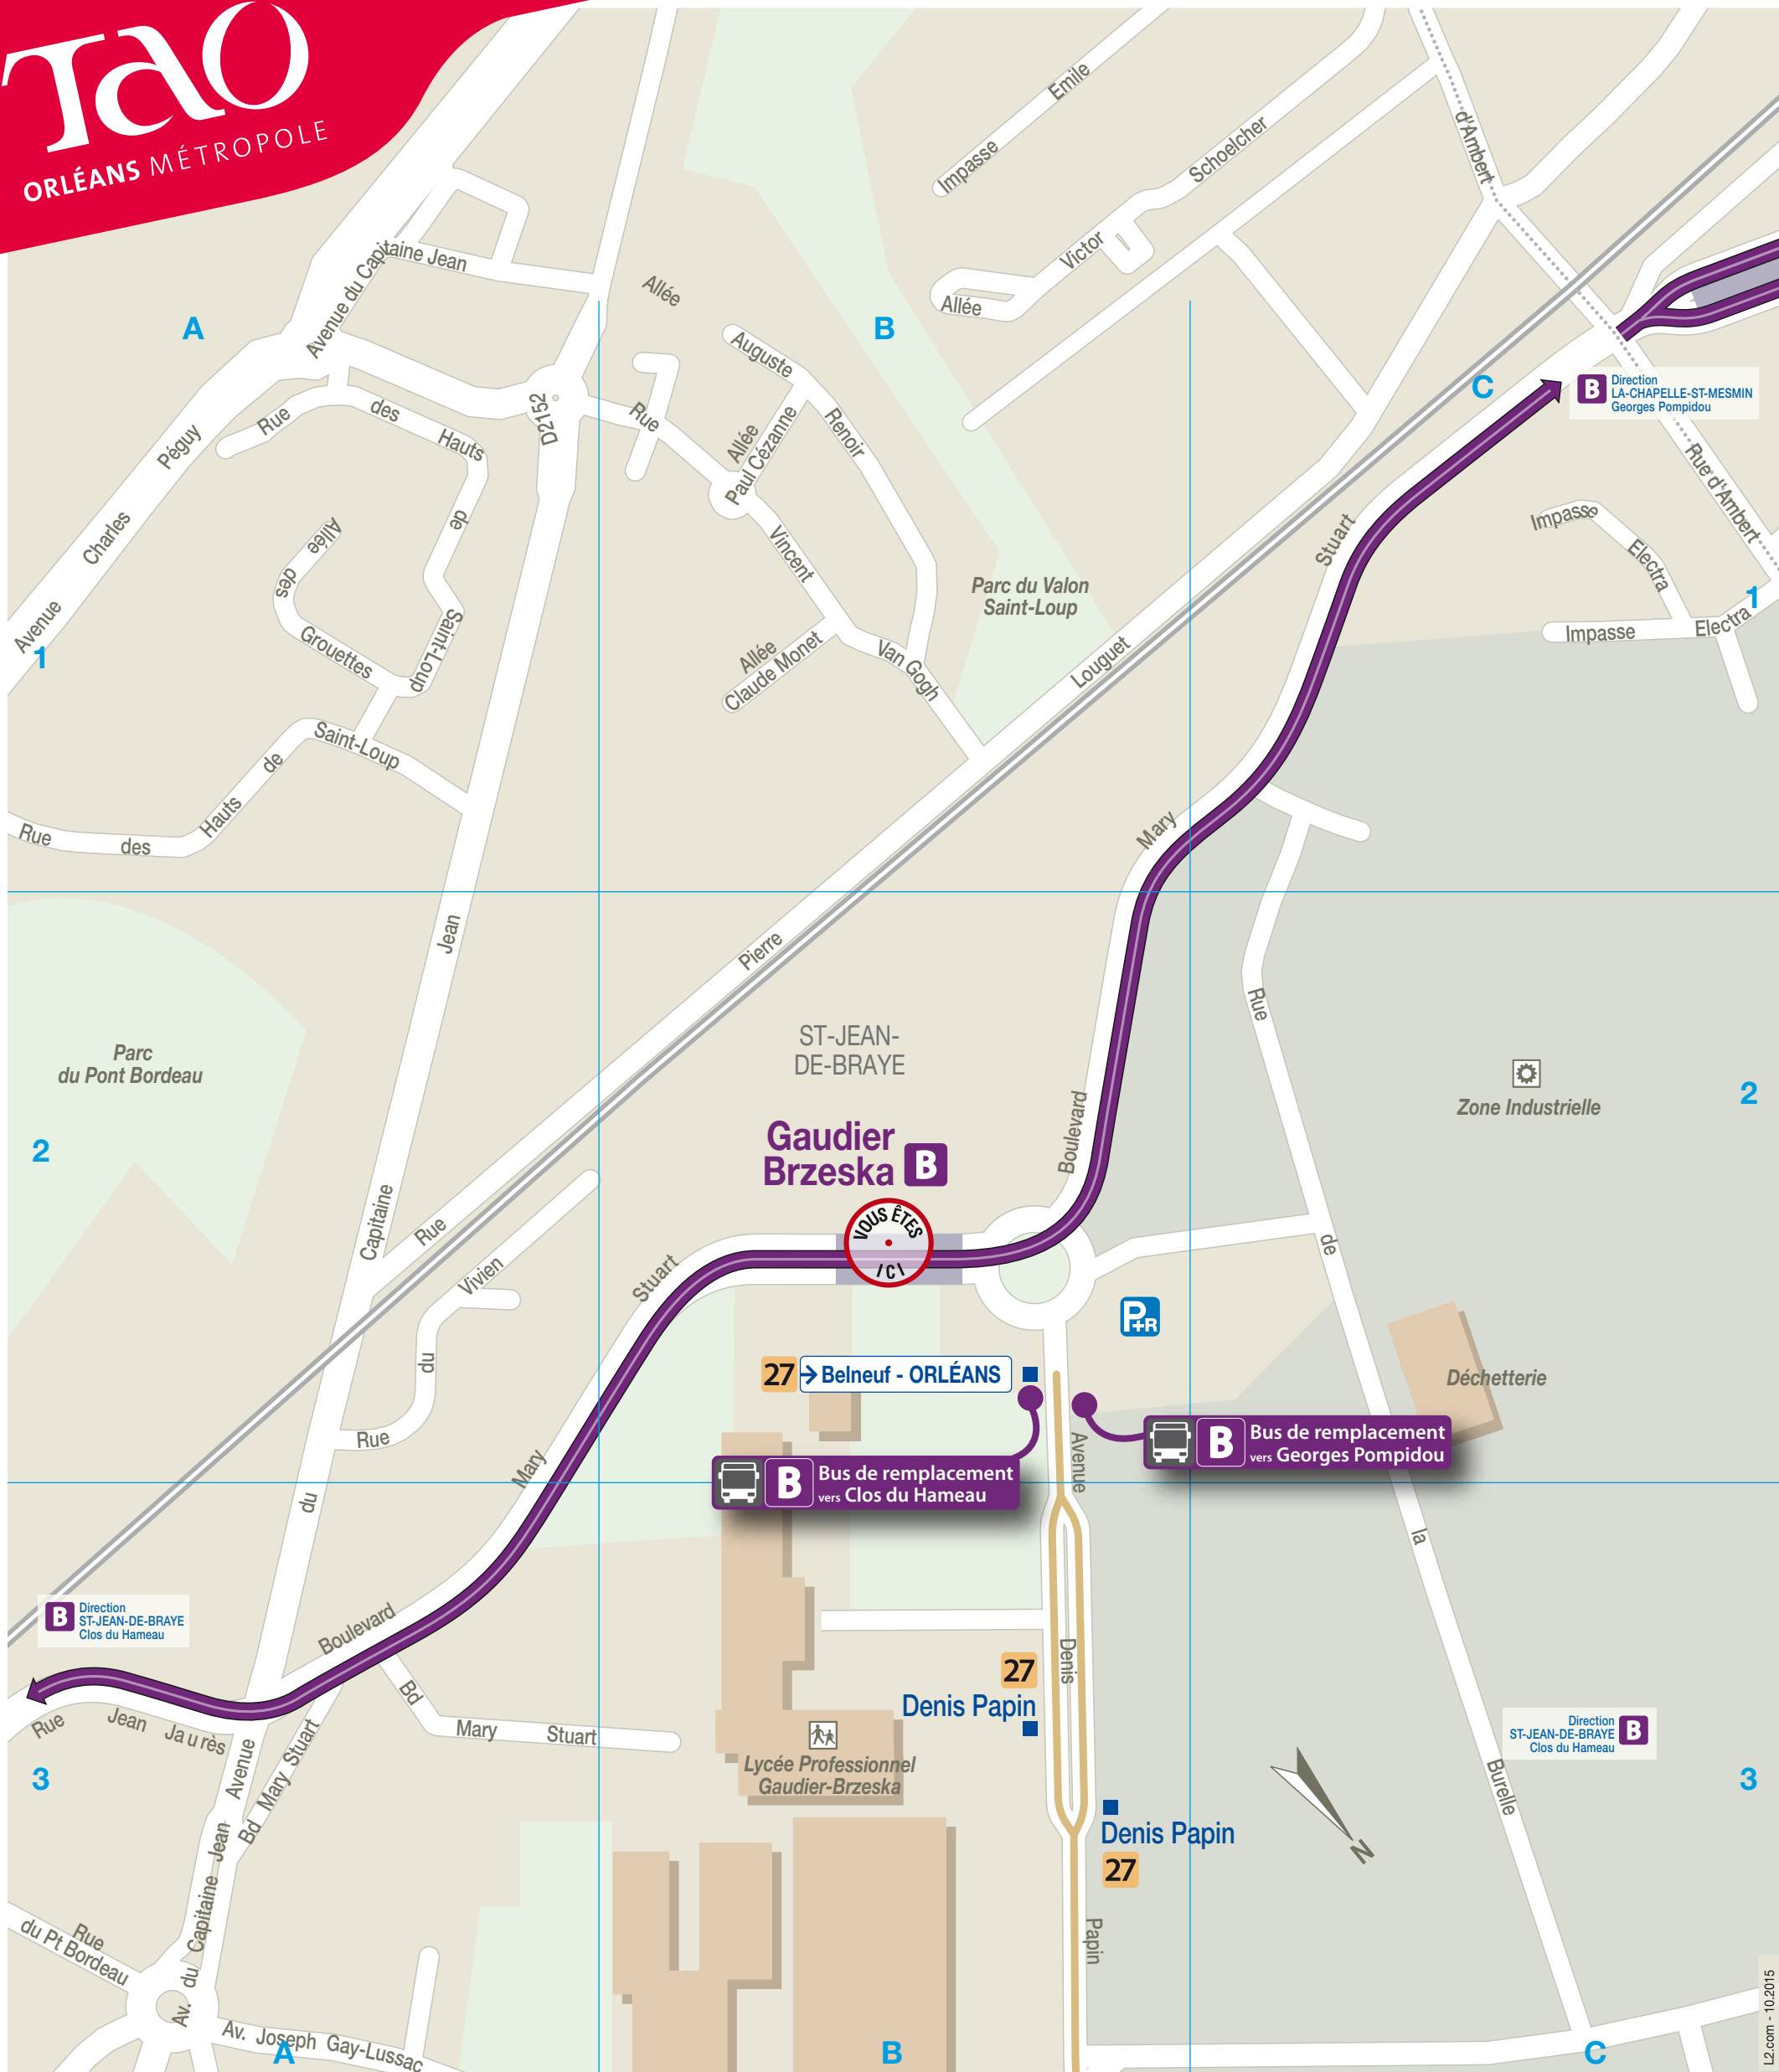 TAO
ORLÉANS MÉTROPOLE
Impasse Emile
d'Ambert
Allée Victor Schoelcher
Avenue du Capitaine Jean
Allée
Auguste Renoir
A
B
C
B
Direction
LA-CHAPELLE-ST-MESMIN
Georges Pompidou
D2152
Rue des Hauts de Saint-Loup
Avenue Charles Péguy
Rue Vincent Van Gogh
Allée
Paul Cézanne
Rue d'Ambert
Impasse Electra
Impasse Electra
Allée des Grouettes
Parc du Valon
Saint-Loup
1
1
Allée
Claude Monet
Rue des Hauts de Saint-Loup
Rue Pierre Louguet
Boulevard Mary Stuart
Avenue du Capitaine Jean
Parc
du Pont Bordeau
ST-JEAN-
DE-BRAYE
Zone Industrielle
2
2
Gaudier
Brzeska B
VOUS ÊTES
ICI
Rue du Vivien
P+R
27 → Belneuf - ORLÉANS
Déchetterie
B Bus de remplacement
vers Georges Pompidou
B Bus de remplacement
vers Clos du Hameau
Boulevard Mary Stuart
Avenue Denis Papin
Rue de la Burelle
B
Direction
ST-JEAN-DE-BRAYE
Clos du Hameau
27
Denis Papin
Rue Jean Jaurès
Bd Mary Stuart
Bd Mary Stuart
Direction
ST-JEAN-DE-BRAYE
Clos du Hameau
B
Lycée Professionnel
Gaudier-Brzeska
3
3
Denis Papin
27
N
Av. du Capitaine Jean
Rue
du Pt Bordeau
Av. Joseph Gay-Lussac
A
B
C
L2.com - 10.2015